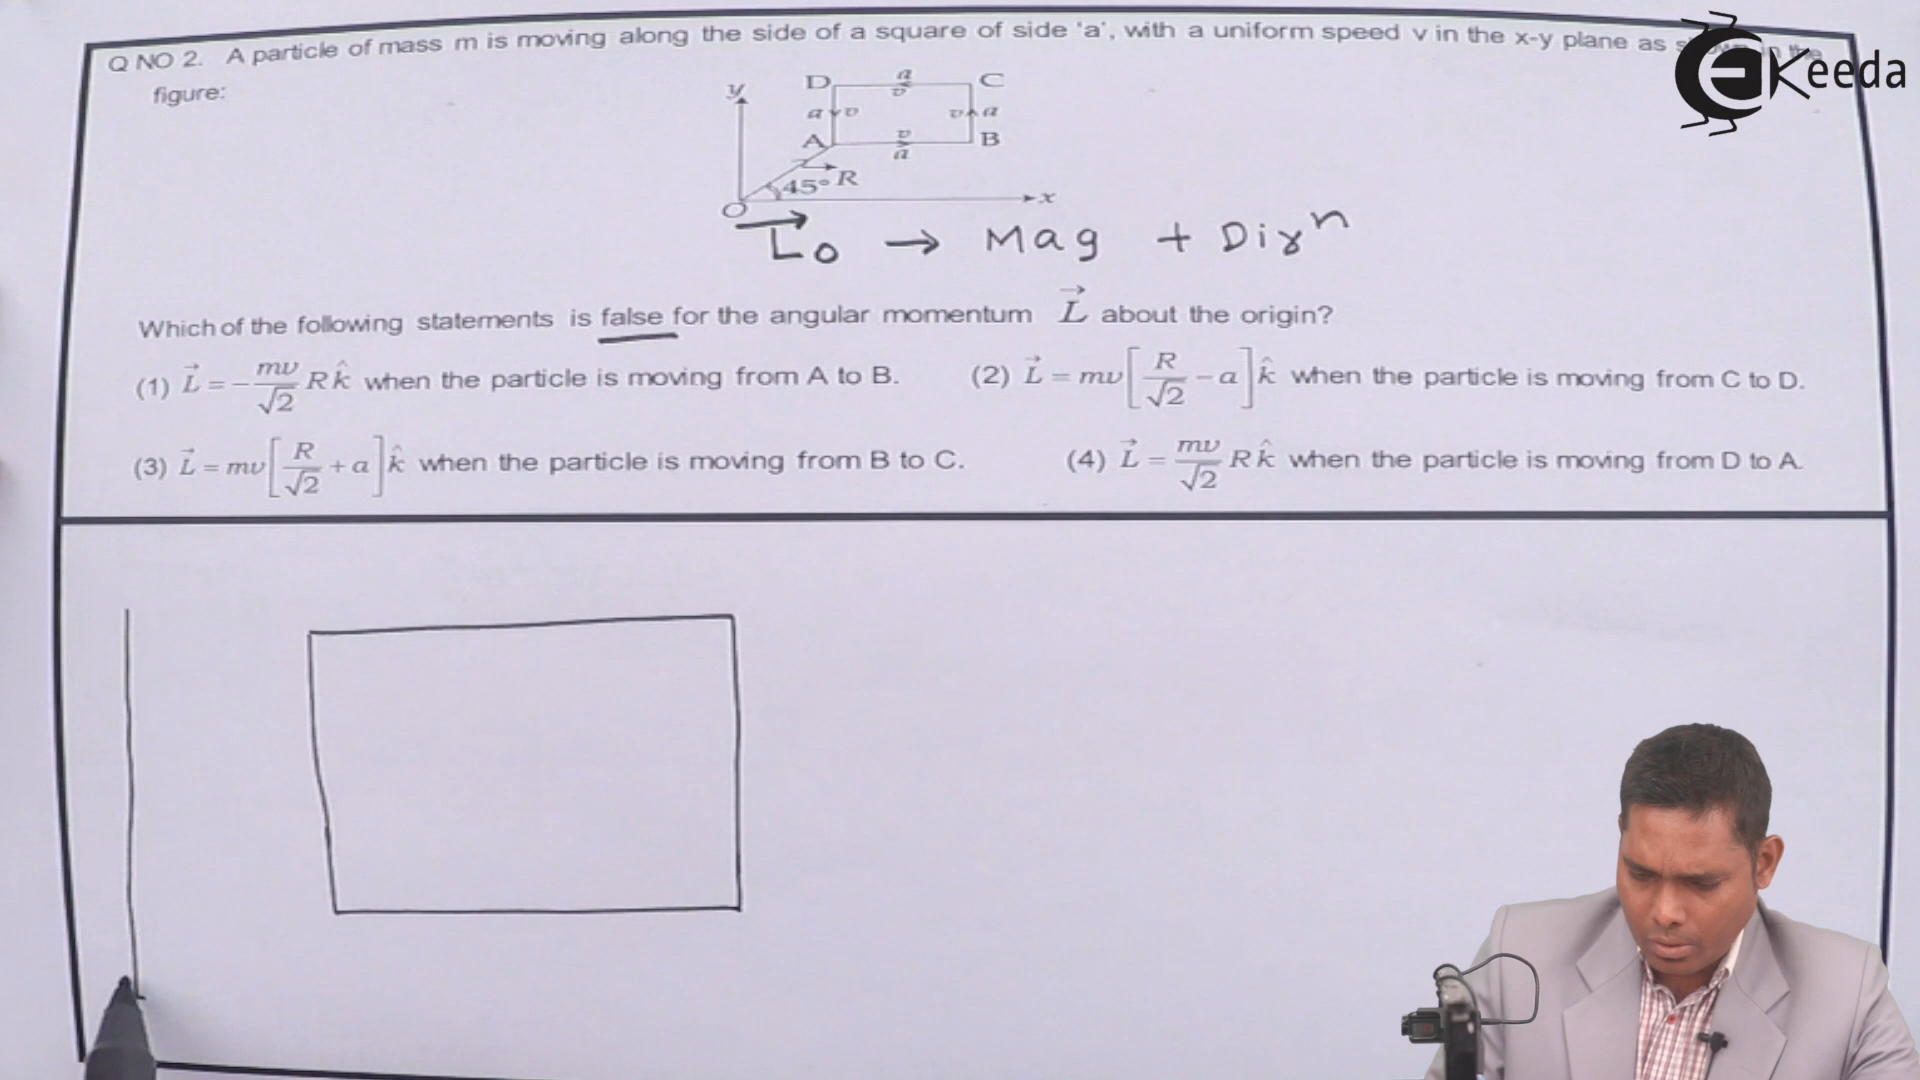 Q NO 2. A particle of mass m is moving along the side of a square of side 'a', with a uniform speed v in the x-y plane as shown in the
figure:
Keeda
y
D a C
v
a v v a
A v B
a
45° R
O x
L⃗o → Mag + Dirⁿ
Which of the following statements is false for the angular momentum L⃗ about the origin?
(1) L⃗ = −mv/√2 R k̂ when the particle is moving from A to B. (2) L⃗ = mv[R/√2 − a] k̂ when the particle is moving from C to D.
(3) L⃗ = mv[R/√2 + a] k̂ when the particle is moving from B to C. (4) L⃗ = mv/√2 R k̂ when the particle is moving from D to A.